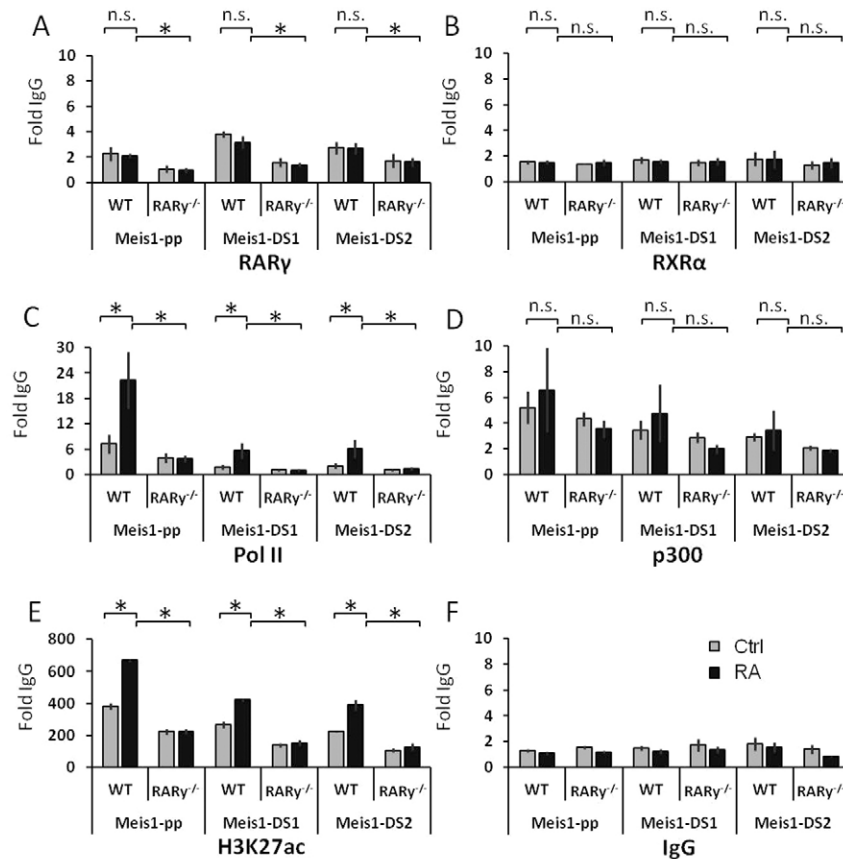 A
n.s.
*
n.s.
*
n.s.
*
Fold IgG
10
8
6
4
2
0
WT
RARγ-/-
WT
RARγ-/-
WT
RARγ-/-
Meis1-pp
Meis1-DS1
Meis1-DS2
RARγ
B
n.s.
n.s.
n.s.
n.s.
n.s.
n.s.
Fold IgG
10
8
6
4
2
0
WT
RARγ-/-
WT
RARγ-/-
WT
RARγ-/-
Meis1-pp
Meis1-DS1
Meis1-DS2
RXRα
C
*
*
*
*
*
*
Fold IgG
30
24
18
12
6
0
WT
RARγ-/-
WT
RARγ-/-
WT
RARγ-/-
Meis1-pp
Meis1-DS1
Meis1-DS2
Pol II
D
n.s.
n.s.
n.s.
n.s.
n.s.
n.s.
Fold IgG
10
8
6
4
2
0
WT
RARγ-/-
WT
RARγ-/-
WT
RARγ-/-
Meis1-pp
Meis1-DS1
Meis1-DS2
p300
E
*
*
*
*
*
*
Fold IgG
800
600
400
200
0
WT
RARγ-/-
WT
RARγ-/-
WT
RARγ-/-
Meis1-pp
Meis1-DS1
Meis1-DS2
H3K27ac
F
Ctrl
RA
Fold IgG
10
8
6
4
2
0
WT
RARγ-/-
WT
RARγ-/-
WT
RARγ-/-
Meis1-pp
Meis1-DS1
Meis1-DS2
IgG